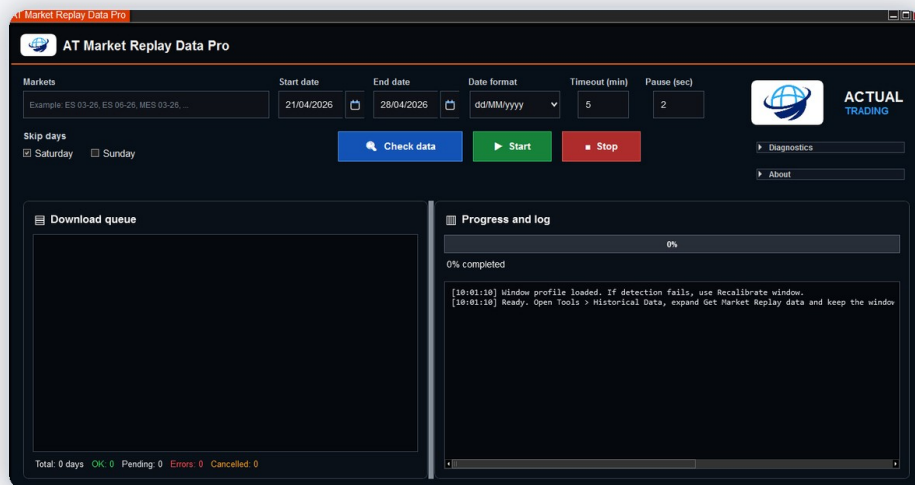 AT Market Replay Data Pro
AT Market Replay Data Pro
Markets
Start date
End date
Date format
Timeout (min)
Pause (sec)
Example: ES 03-26, ES 06-26, MES 03-26, ...
21/04/2026
28/04/2026
dd/MM/yyyy
5
2
ACTUAL
TRADING
Skip days
Saturday
Sunday
Check data
Start
Stop
Diagnostics
About
Download queue
Total: 0 days OK: 0 Pending: 0 Errors: 0 Cancelled: 0
Progress and log
0%
0% completed
[10:01:10] Window profile loaded. If detection fails, use Recalibrate window.
[10:01:10] Ready. Open Tools > Historical Data, expand Get Market Replay data and keep the window